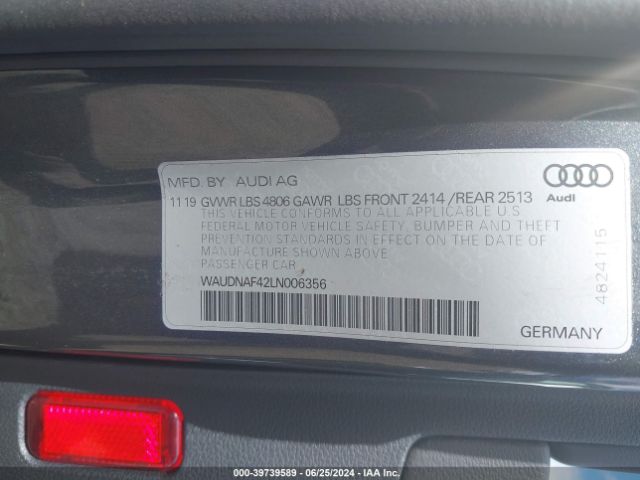 MFD. BY AUDI AG
11 19 GVWR LBS 4806 GAWR LBS FRONT 2414 /REAR 2513
THIS VEHICLE CONFORMS TO ALL APPLICABLE U.S
FEDERAL MOTOR VEHICLE SAFETY, BUMPER AND THEFT
PREVENTION STANDARDS IN EFFECT ON THE DATE OF
MANUFACTURE SHOWN ABOVE
PASSENGER CAR
WAUDNAF42LN006356
Audi
4824115
GERMANY
000-39739589 06/25/2024 IAA Inc.